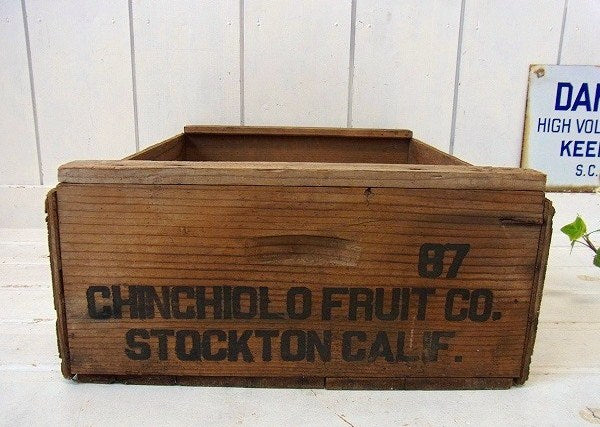 87
CHINCHIOLO FRUIT CO.
STOCKTON CALIF.
DAN
HIGH VOL
KEE
S.C.